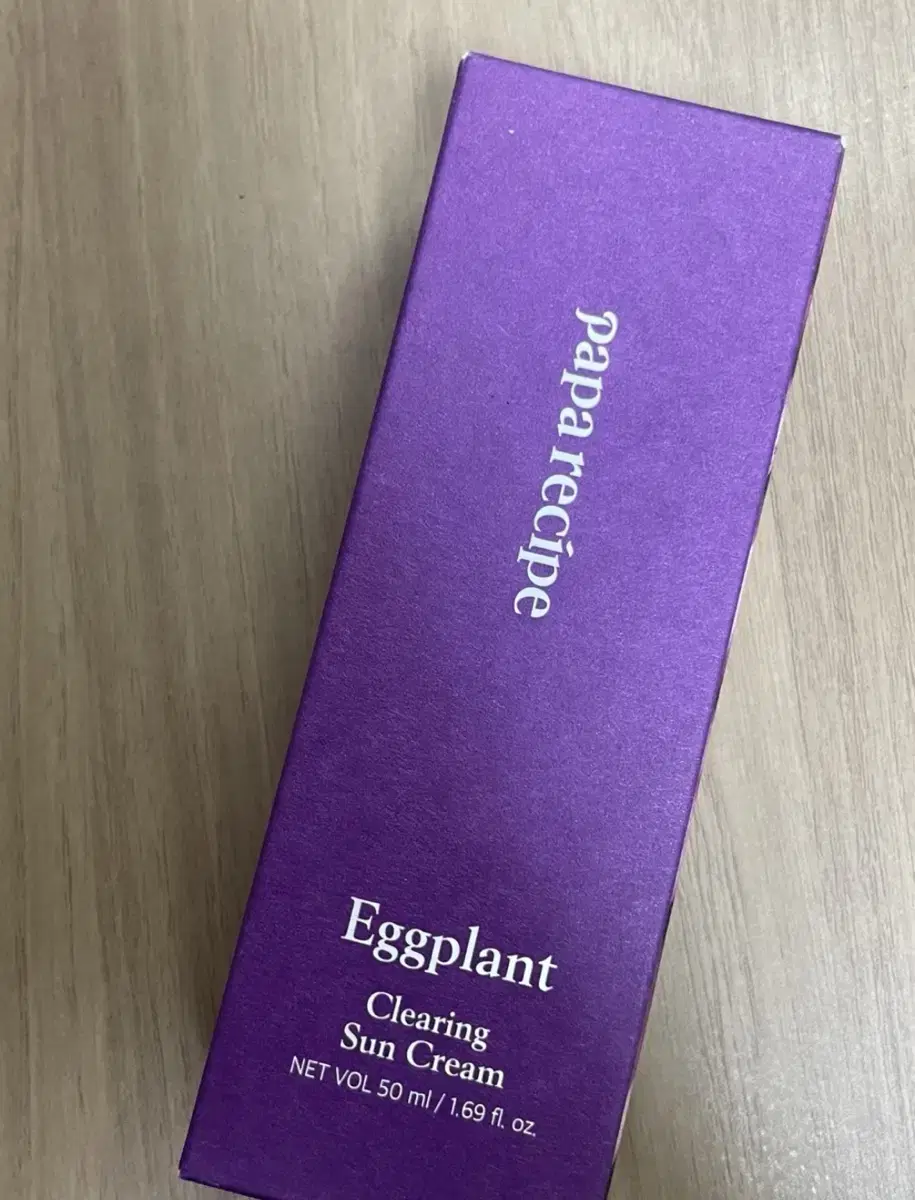 papa recipe
Eggplant
Clearing
Sun Cream
NET VOL 50 ml / 1.69 fl. oz.